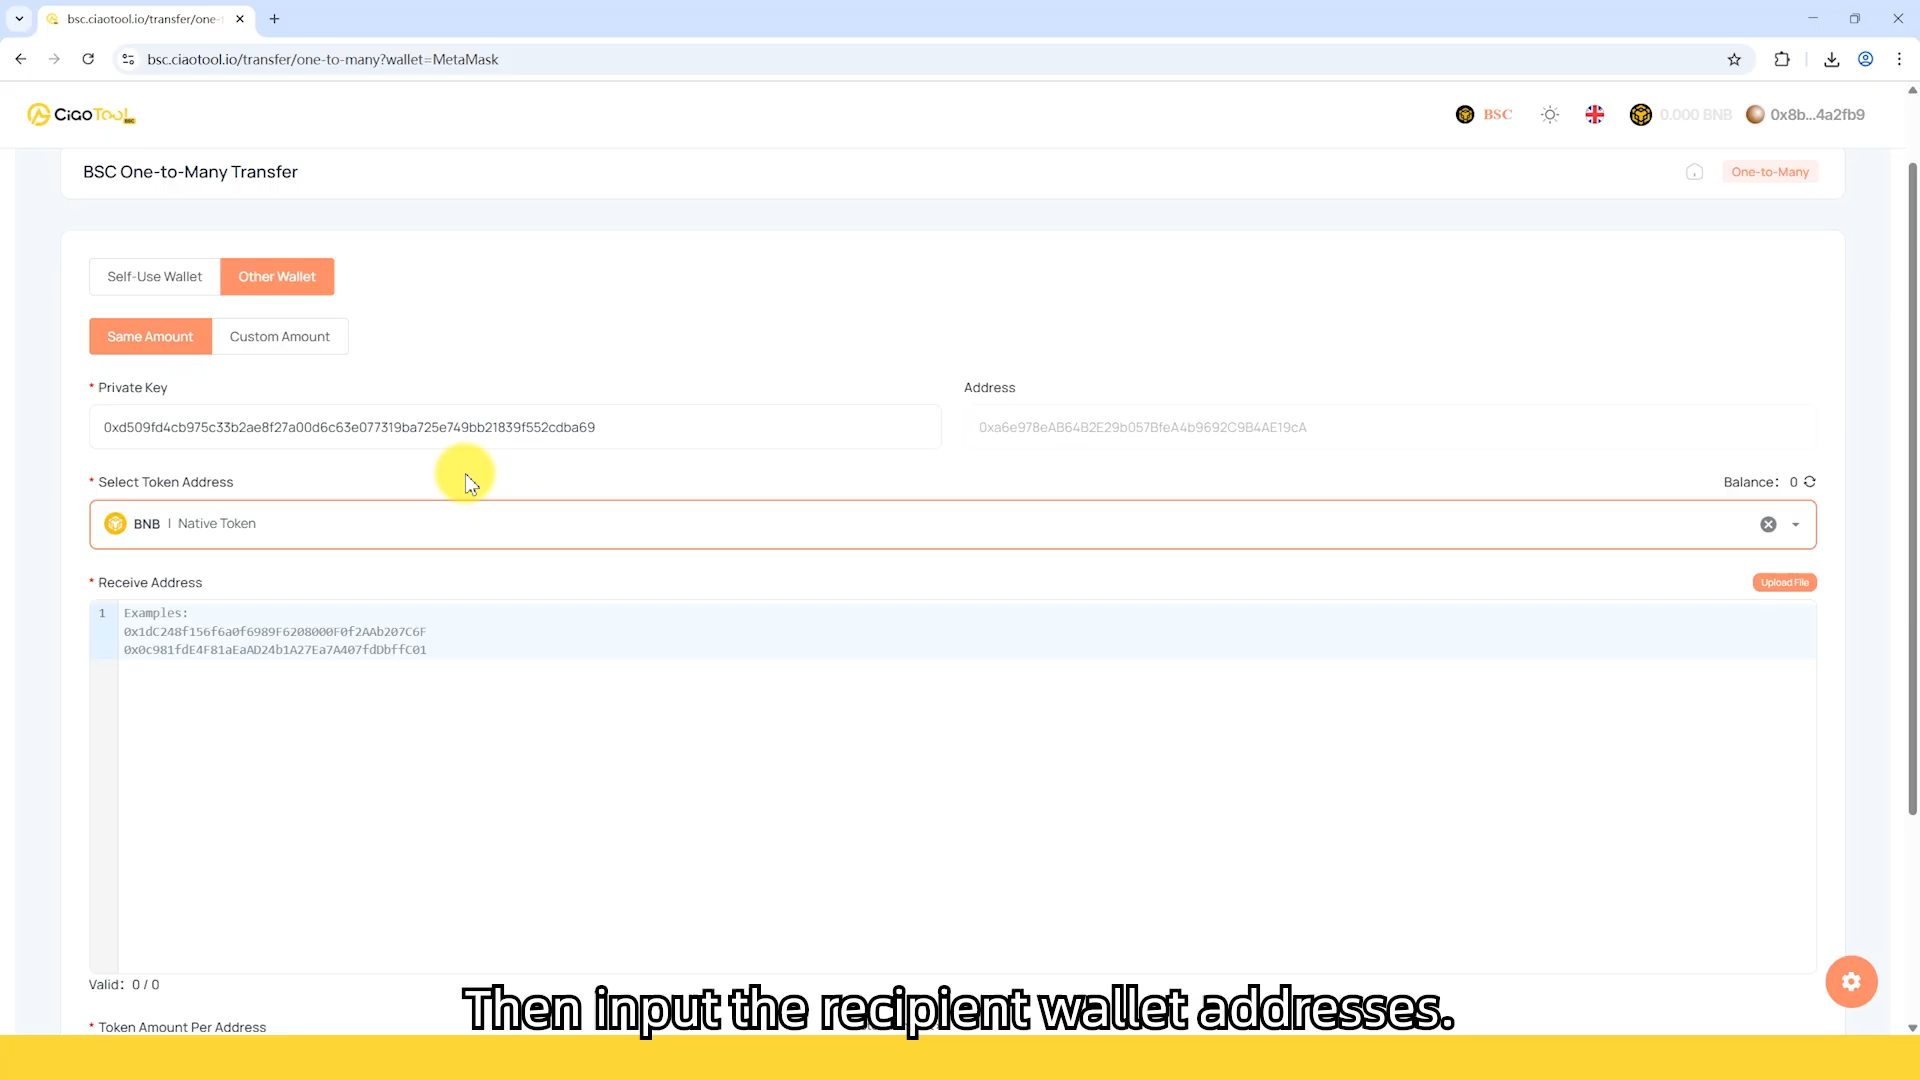 bsc.ciaotool.io/transfer/one-
bsc.ciaotool.io/transfer/one-to-many?wallet=MetaMask
CiaoTool BSC
BSC
0.000 BNB
0x8b...4a2fb9
BSC One-to-Many Transfer
One-to-Many
Self-Use Wallet
Other Wallet
Same Amount
Custom Amount
* Private Key
Address
0xd509fd4cb975c33b2ae8f27a00d6c63e077319ba725e749bb21839f552cdba69
0xa6e978eAB64B2E29b057BfeA4b9692C9B4AE19cA
* Select Token Address
Balance: 0
BNB | Native Token
* Receive Address
Upload File
1 Examples:
0x1dC248f156f6a0f6989F6208000F0f2AAb207C6F
0x0c981fdE4F81aEaAD24b1A27Ea7A407fdDbffC01
Valid: 0 / 0
Then input the recipient wallet addresses.
* Token Amount Per Address